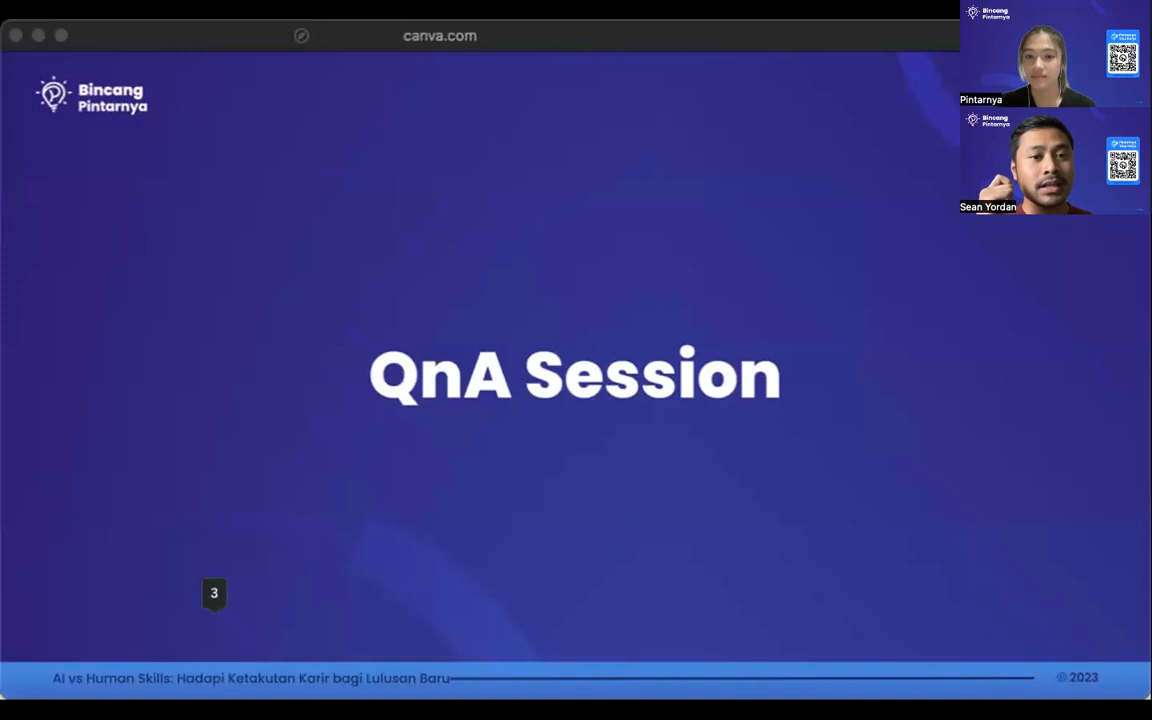 canva.com
Bincang
Pintarnya
QnA Session
3
AI vs Human Skills: Hadapi Ketakutan Karir bagi Lulusan Baru
© 2023
Bincang
Pintarnya
Pintarnya
Bincang
Pintarnya
Sean Yordan